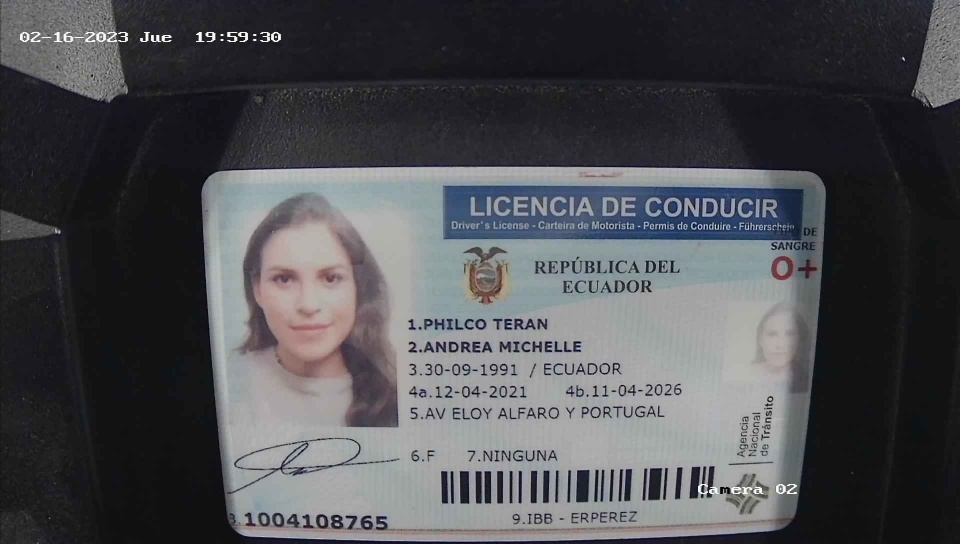 02-16-2023 Jue 19:59:30
LICENCIA DE CONDUCIR
Driver's License - Carteira de Motorista - Permis de Conduire - Führerschein
DE
SANGRE
O+
REPÚBLICA DEL
ECUADOR
1.PHILCO TERAN
2.ANDREA MICHELLE
3.30-09-1991 / ECUADOR
4a.12-04-2021 4b.11-04-2026
5.AV ELOY ALFARO Y PORTUGAL
6.F 7.NINGUNA
Agencia
Nacional
de Tránsito
Camera 02
1004108765
9.IBB - ERPEREZ